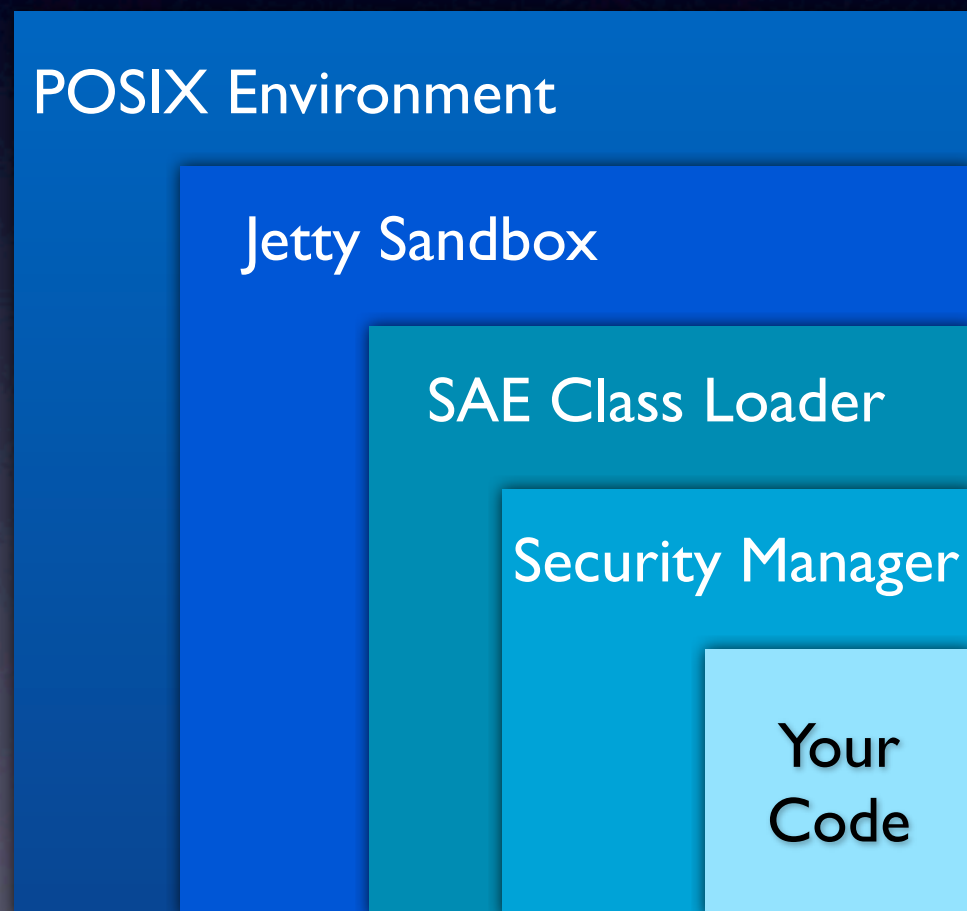 POSIX Environment
Jetty Sandbox
SAE Class Loader
Security Manager
Your
Code